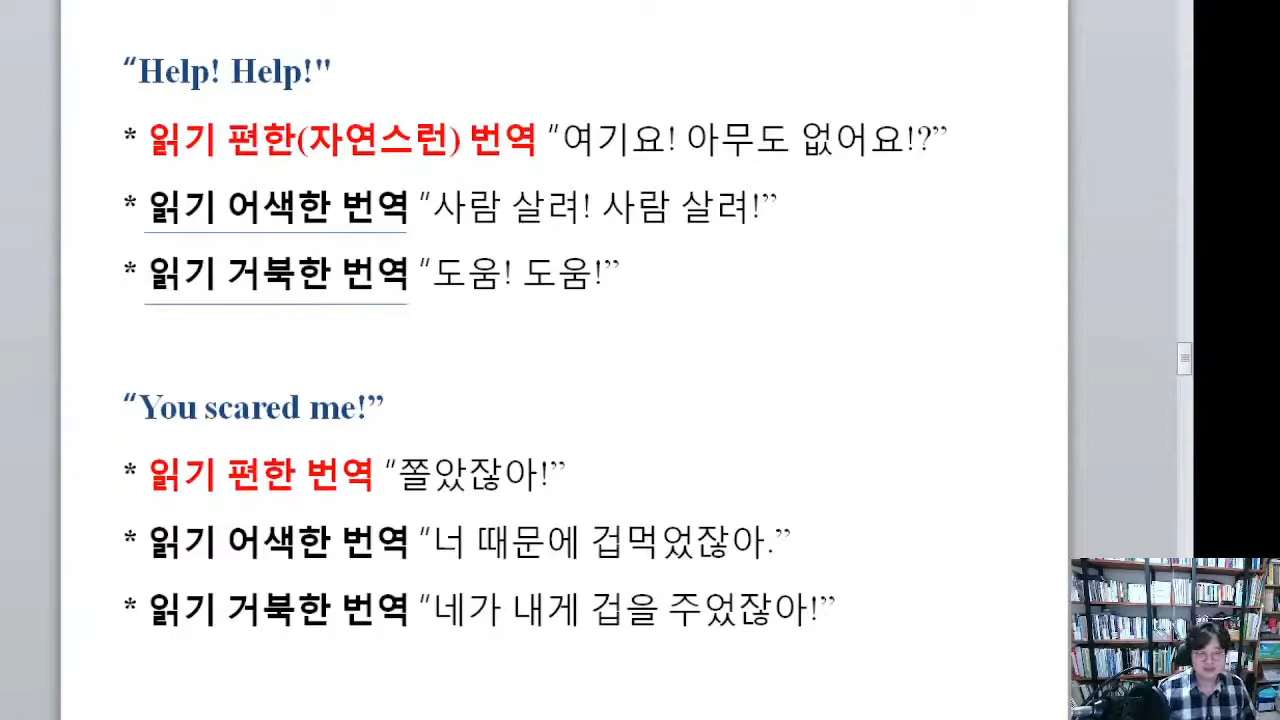 “Help! Help!"
* 읽기 편한(자연스런) 번역 “여기요! 아무도 없어요!?”
* 읽기 어색한 번역 “사람 살려! 사람 살려!”
* 읽기 거북한 번역 “도움! 도움!”
“You scared me!”
* 읽기 편한 번역 “쫄았잖아!”
* 읽기 어색한 번역 “너 때문에 겁먹었잖아.”
* 읽기 거북한 번역 “네가 내게 겁을 주었잖아!”